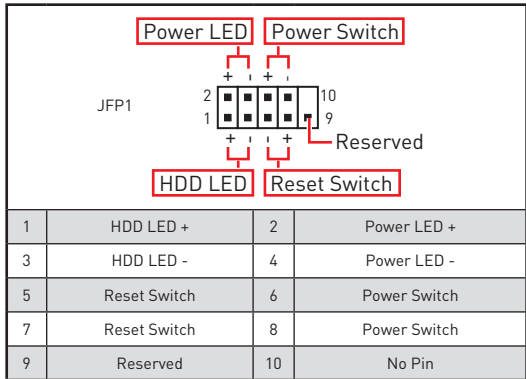 Power LED Power Switch
+ - + -
JFP1
2 10
1 9
+ - - +
Reserved
HDD LED Reset Switch
1 HDD LED + 2 Power LED +
3 HDD LED - 4 Power LED -
5 Reset Switch 6 Power Switch
7 Reset Switch 8 Power Switch
9 Reserved 10 No Pin